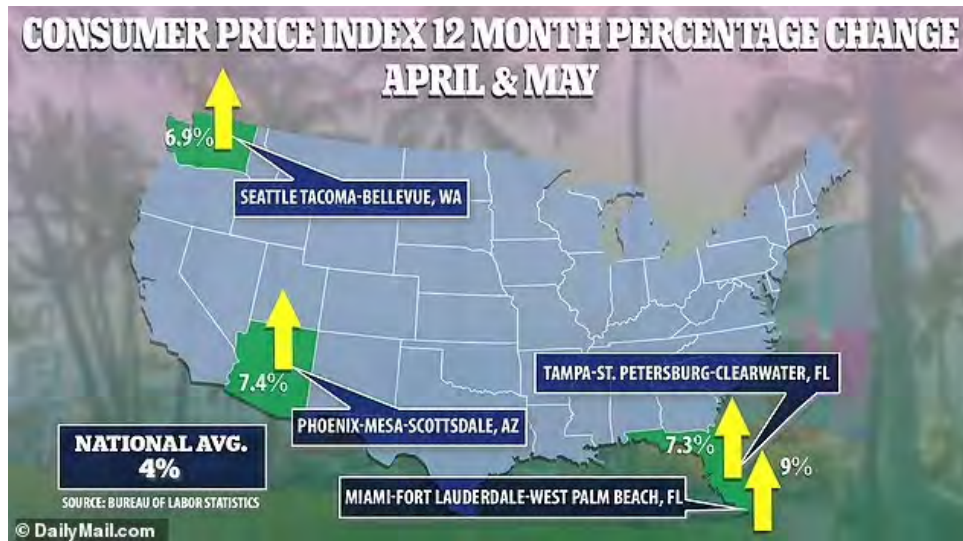 CONSUMER PRICE INDEX 12 MONTH PERCENTAGE CHANGE
APRIL & MAY
6.9%
SEATTLE TACOMA-BELLEVUE, WA
7.4%
PHOENIX-MESA-SCOTTSDALE, AZ
TAMPA-ST. PETERSBURG-CLEARWATER, FL
7.3%
9%
MIAMI-FORT LAUDERDALE-WEST PALM BEACH, FL
NATIONAL AVG.
4%
SOURCE: BUREAU OF LABOR STATISTICS
© DailyMail.com